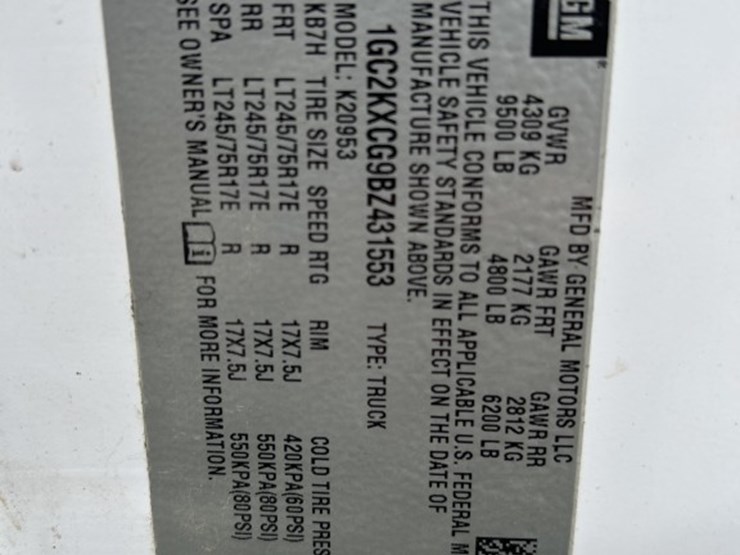 GM
MFD BY GENERAL MOTORS LLC
GVWR GAWR FRT GAWR RR
4309 KG 2177 KG 2812 KG
9500 LB 4800 LB 6200 LB
THIS VEHICLE CONFORMS TO ALL APPLICABLE U.S. FEDERAL M
VEHICLE SAFETY STANDARDS IN EFFECT ON THE DATE OF
MANUFACTURE SHOWN ABOVE.
1GC2KXCG9BZ431553 TYPE: TRUCK
MODEL: K20953
KB7H TIRE SIZE SPEED RTG RIM COLD TIRE PRES
FRT LT245/75R17E R 17X7.5J 420KPA(60PSI)
RR LT245/75R17E R 17X7.5J 550KPA(80PSI)
SPA LT245/75R17E R 17X7.5J 550KPA(80PSI)
SEE OWNER'S MANUAL i FOR MORE INFORMATION.